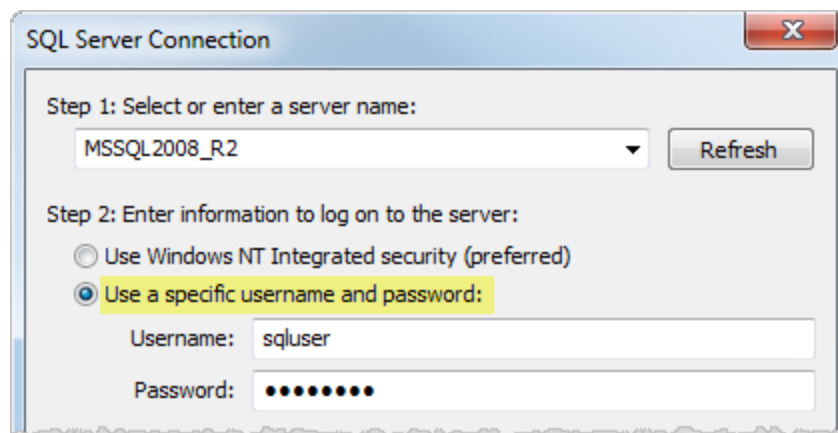 SQL Server Connection
Step 1: Select or enter a server name:
MSSQL2008_R2
Refresh
Step 2: Enter information to log on to the server:
Use Windows NT Integrated security (preferred)
Use a specific username and password:
Username: sqluser
Password: ●●●●●●●●